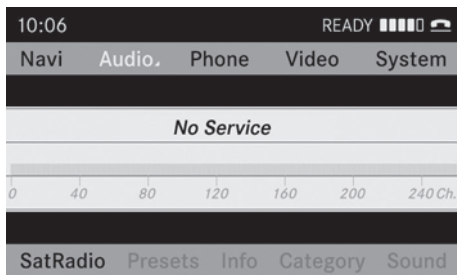 10:06 READY
Navi Audio Phone Video System
No Service
0 40 80 120 160 200 240 Ch.
SatRadio Presets Info Category Sound